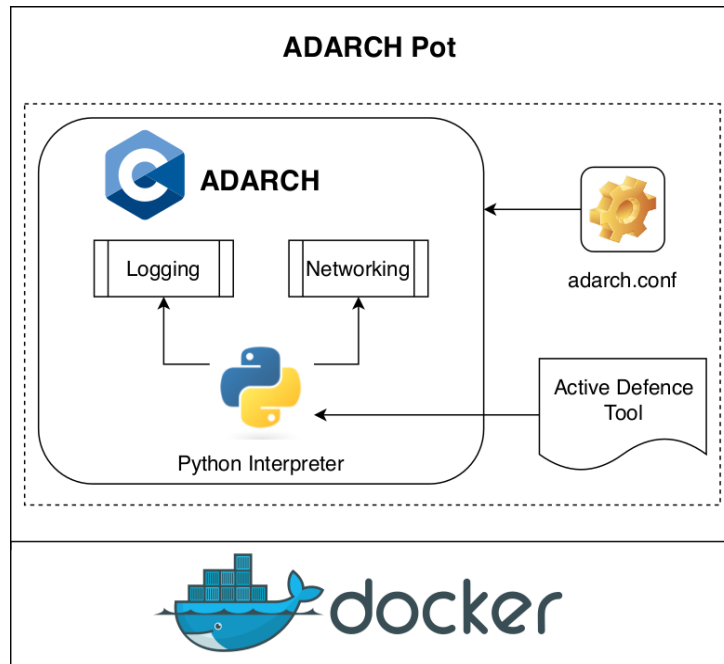 ADARCH Pot
C
ADARCH
Logging
Networking
adarch.conf
Active Defence
Tool
Python Interpreter
docker